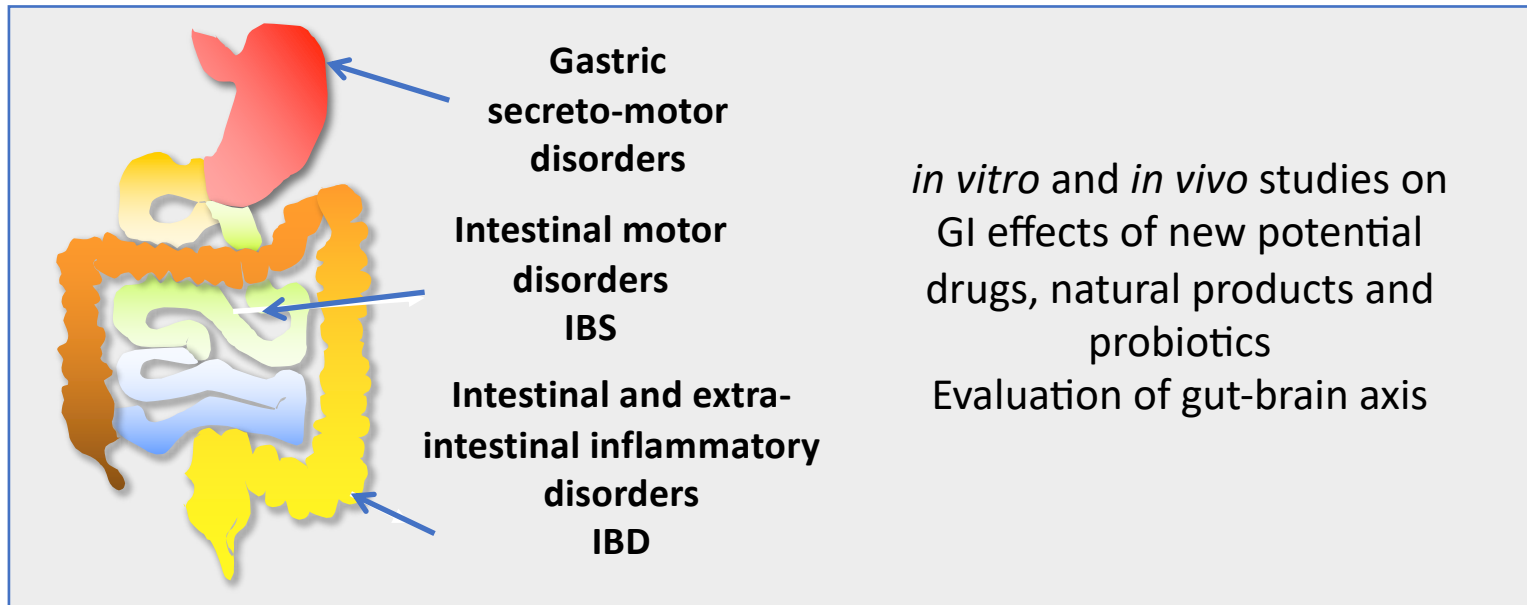 Gastric
secreto-motor
disorders
Intestinal motor
disorders
IBS
Intestinal and extra-
intestinal inflammatory
disorders
IBD
in vitro and in vivo studies on
GI effects of new potential
drugs, natural products and
probiotics
Evaluation of gut-brain axis